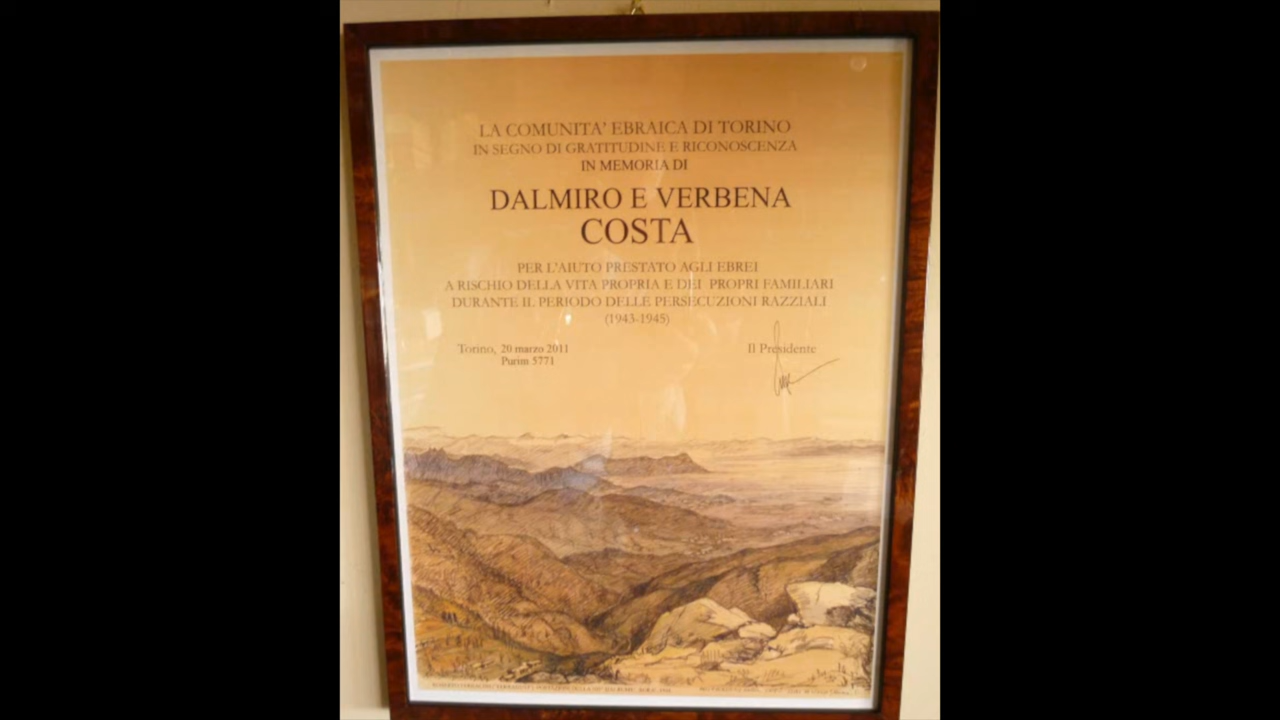 LA COMUNITA' EBRAICA DI TORINO
IN SEGNO DI GRATITUDINE E RICONOSCENZA
IN MEMORIA DI
DALMIRO E VERBENA
COSTA
PER L'AIUTO PRESTATO AGLI EBREI
A RISCHIO DELLA VITA PROPRIA E DEI PROPRI FAMILIARI
DURANTE IL PERIODO DELLE PERSECUZIONI RAZZIALI
(1943-1945)
Torino, 20 marzo 2011
Purim 5771
Il Presidente